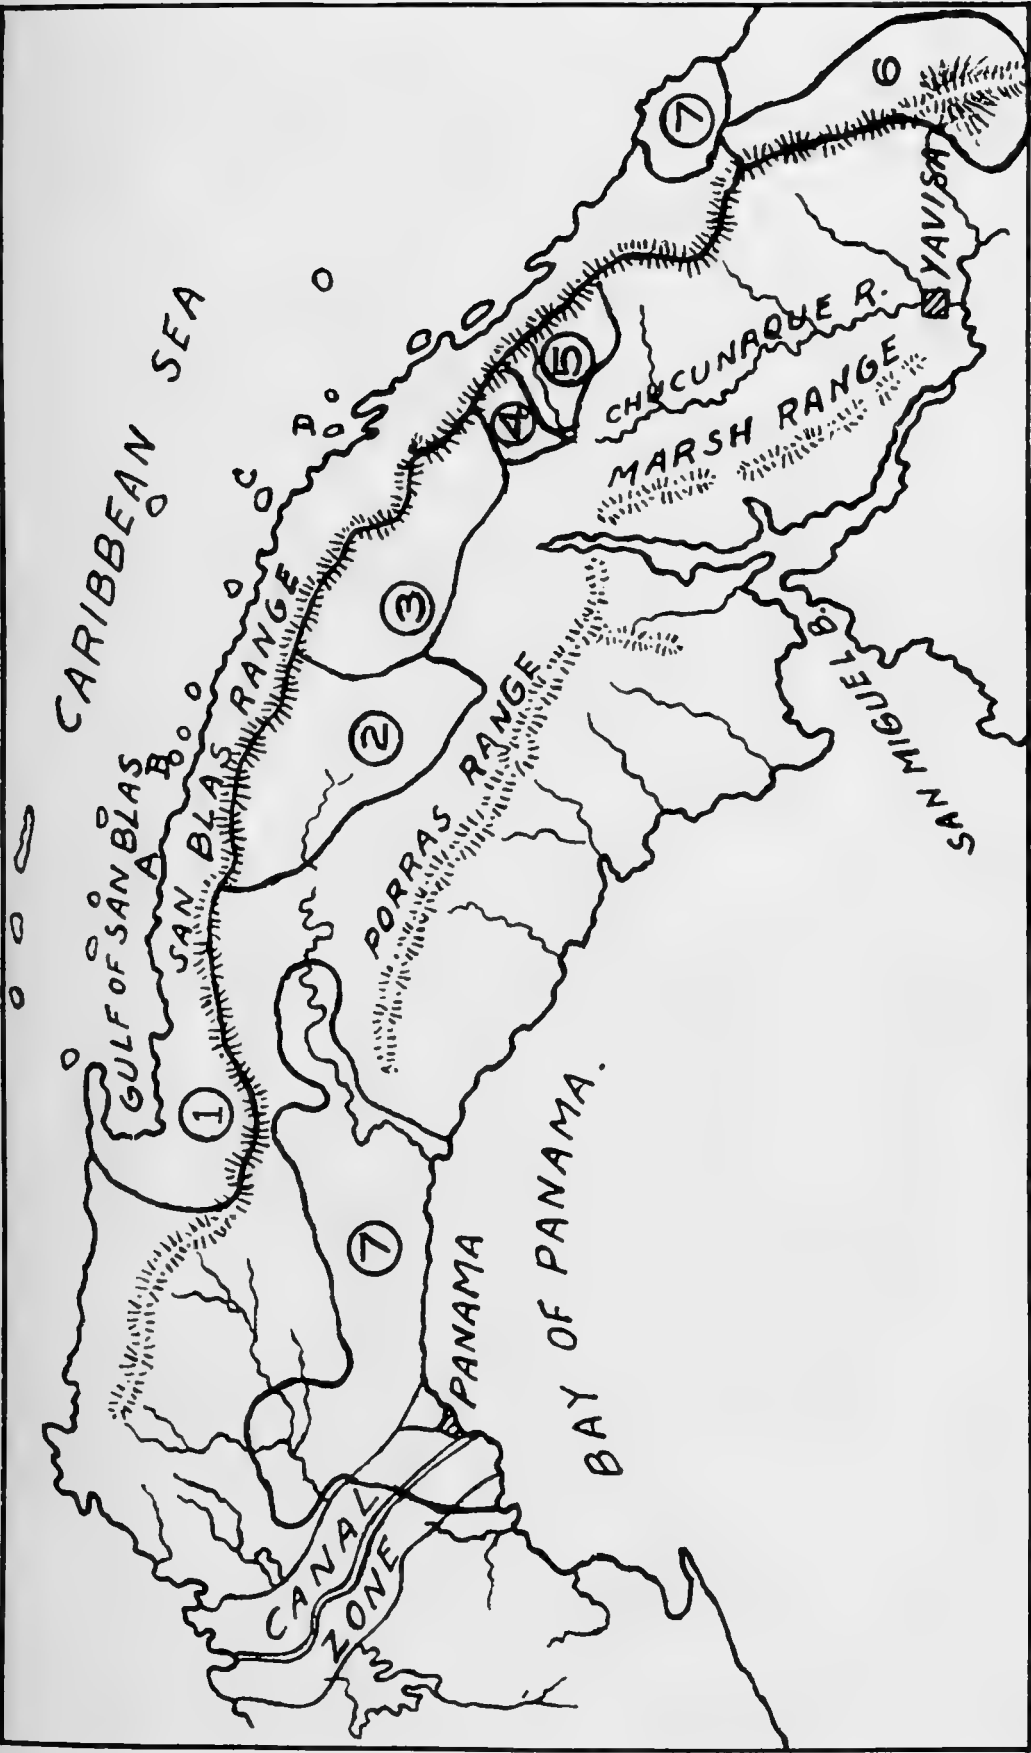 CARIBBEAN SEA
GULF OF SAN BLAS
A
B
C
D
SAN BLAS RANGE
1
2
3
4
5
6
7
7
PORRAS RANGE
MARSH RANGE
CHUCUNAQUE R.
YAVISA
SAN MIGUEL B.
CANAL ZONE
PANAMA
BAY OF PANAMA.